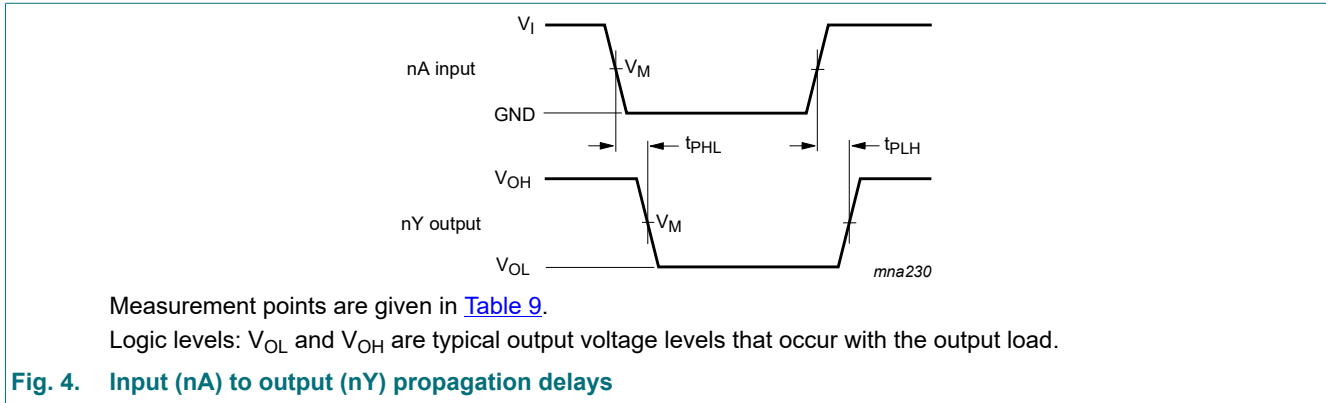 V_I
nA input
V_M
GND
t_PHL
t_PLH
V_OH
nY output
V_M
V_OL
mna230
Measurement points are given in Table 9.
Logic levels: V_OL and V_OH are typical output voltage levels that occur with the output load.
Fig. 4. Input (nA) to output (nY) propagation delays